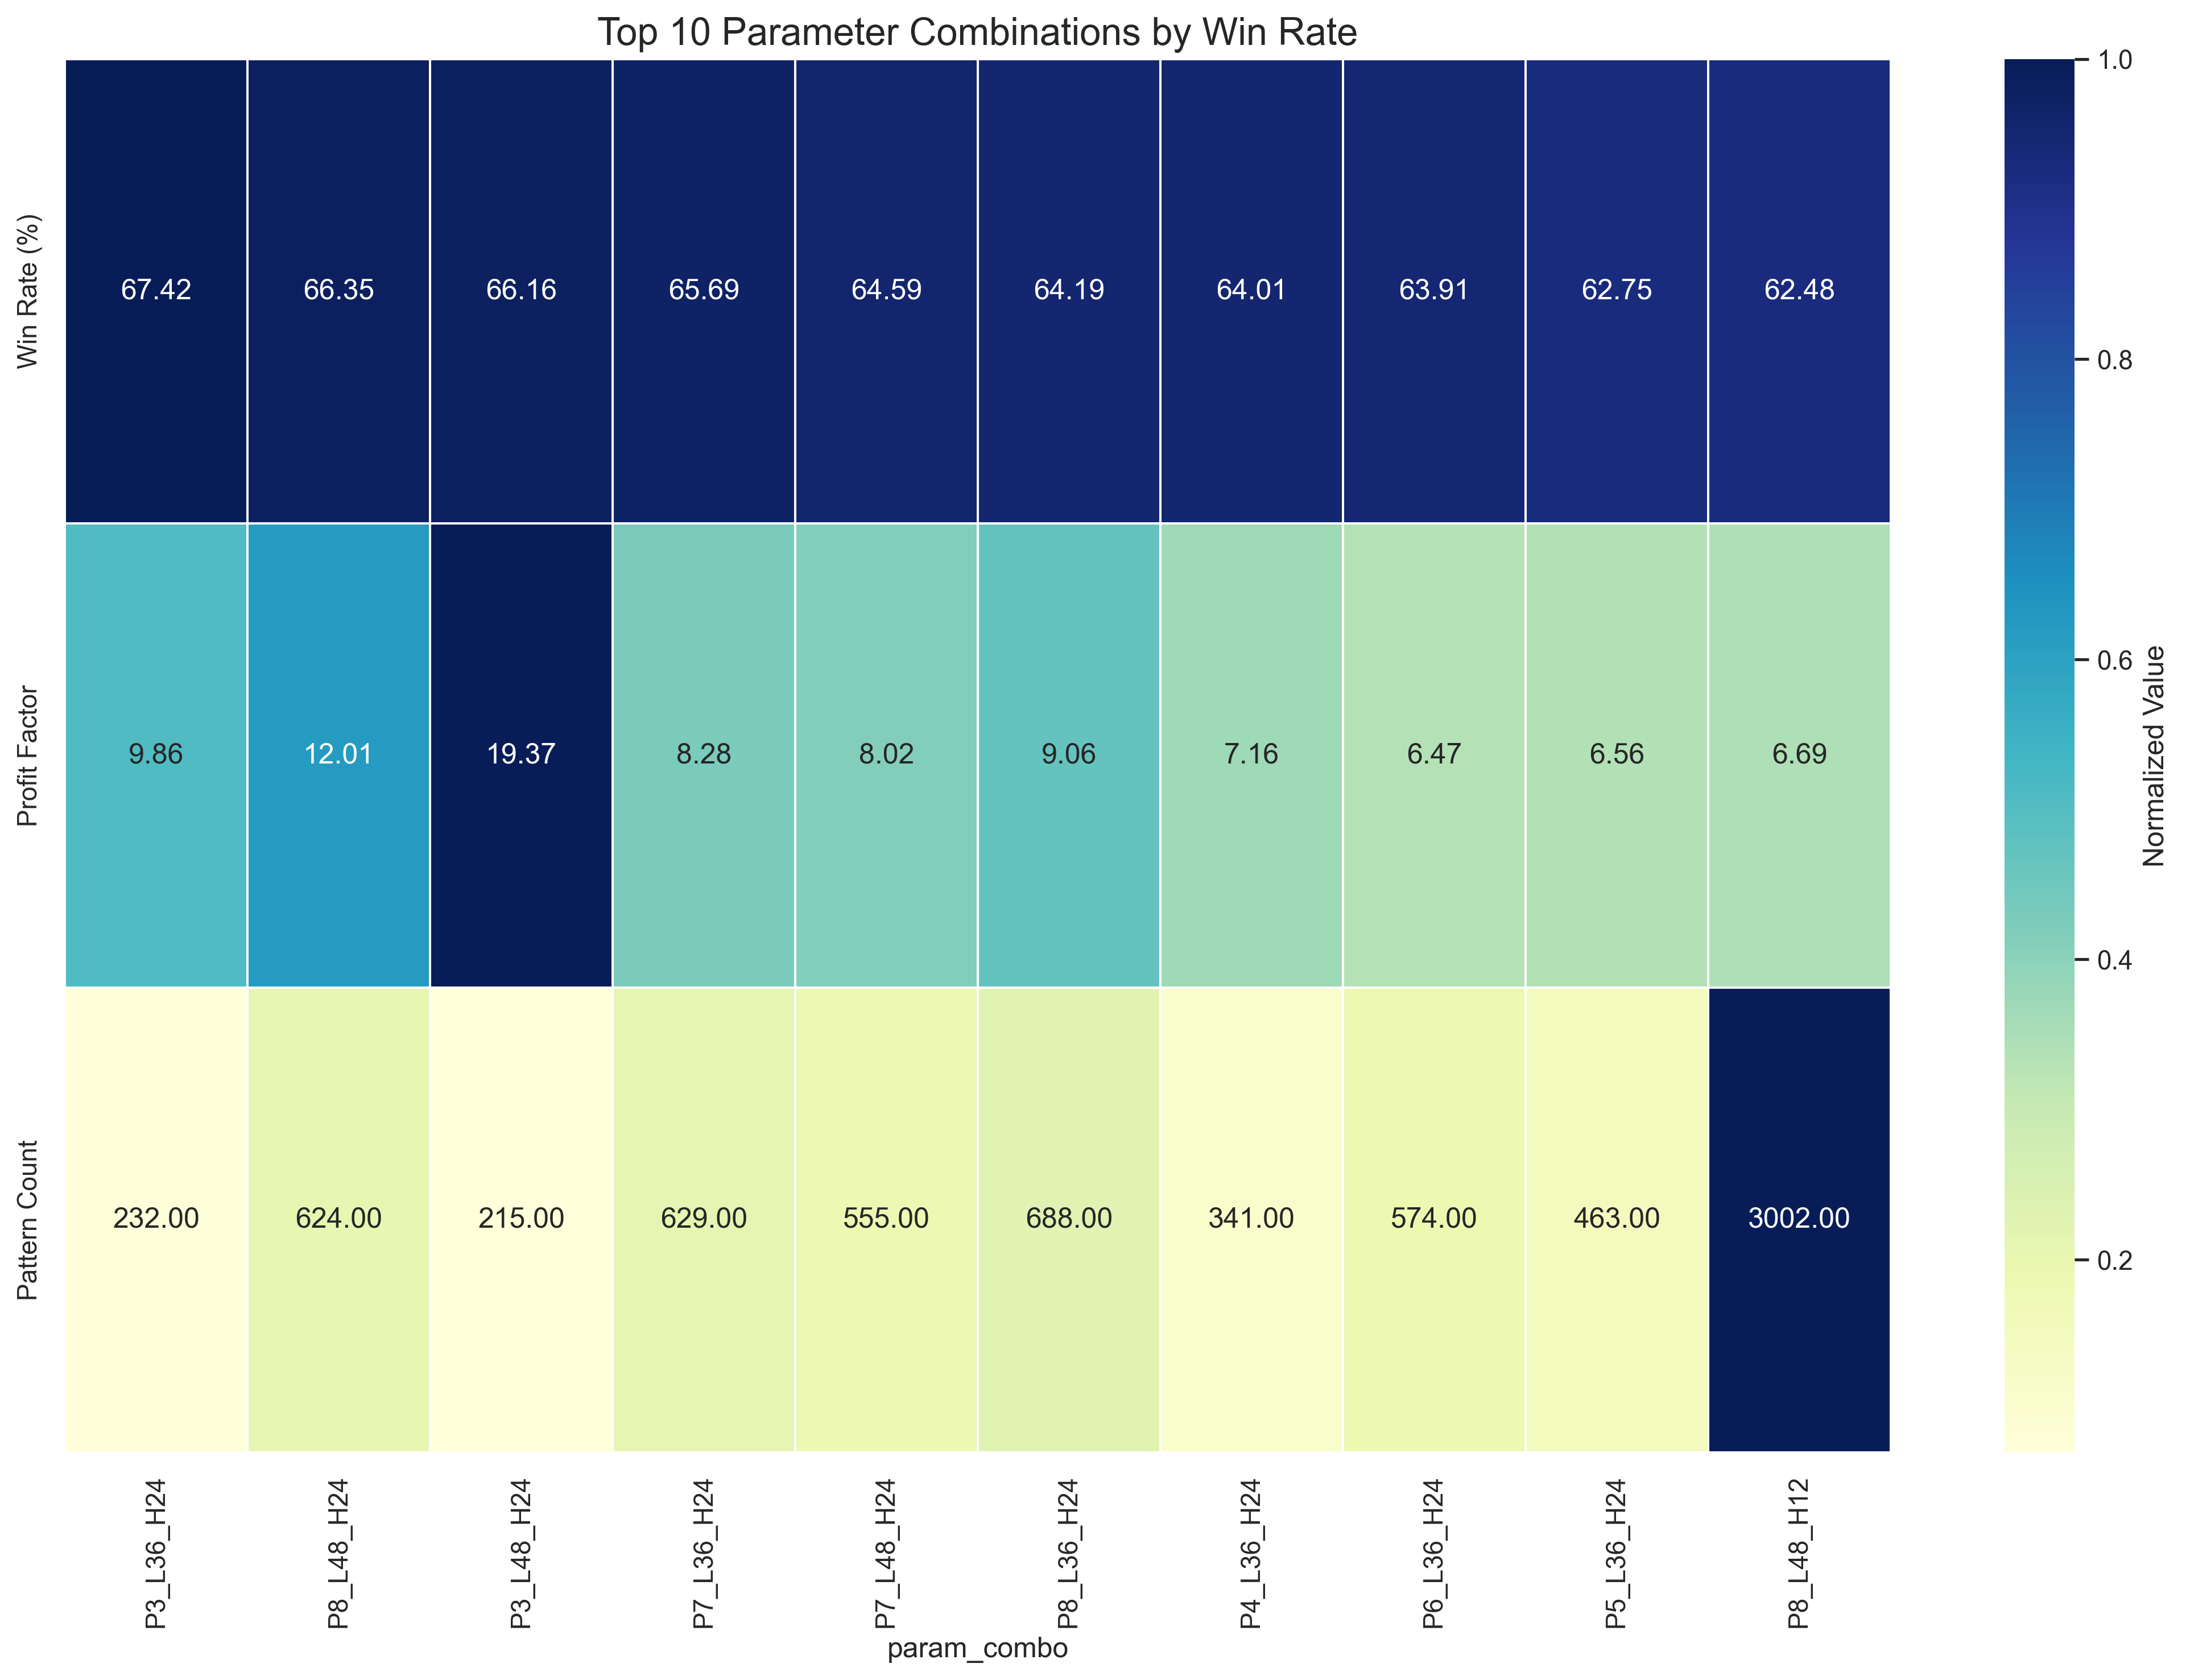 Top 10 Parameter Combinations by Win Rate
Win Rate (%)
67.42 66.35 66.16 65.69 64.59 64.19 64.01 63.91 62.75 62.48
Profit Factor
9.86 12.01 19.37 8.28 8.02 9.06 7.16 6.47 6.56 6.69
Pattern Count
232.00 624.00 215.00 629.00 555.00 688.00 341.00 574.00 463.00 3002.00
P3_L36_H24
P8_L48_H24
P3_L48_H24
P7_L36_H24
P7_L48_H24
P8_L36_H24
P4_L36_H24
P6_L36_H24
P5_L36_H24
P8_L48_H12
param_combo
1.0
0.8
0.6
0.4
0.2
Normalized Value